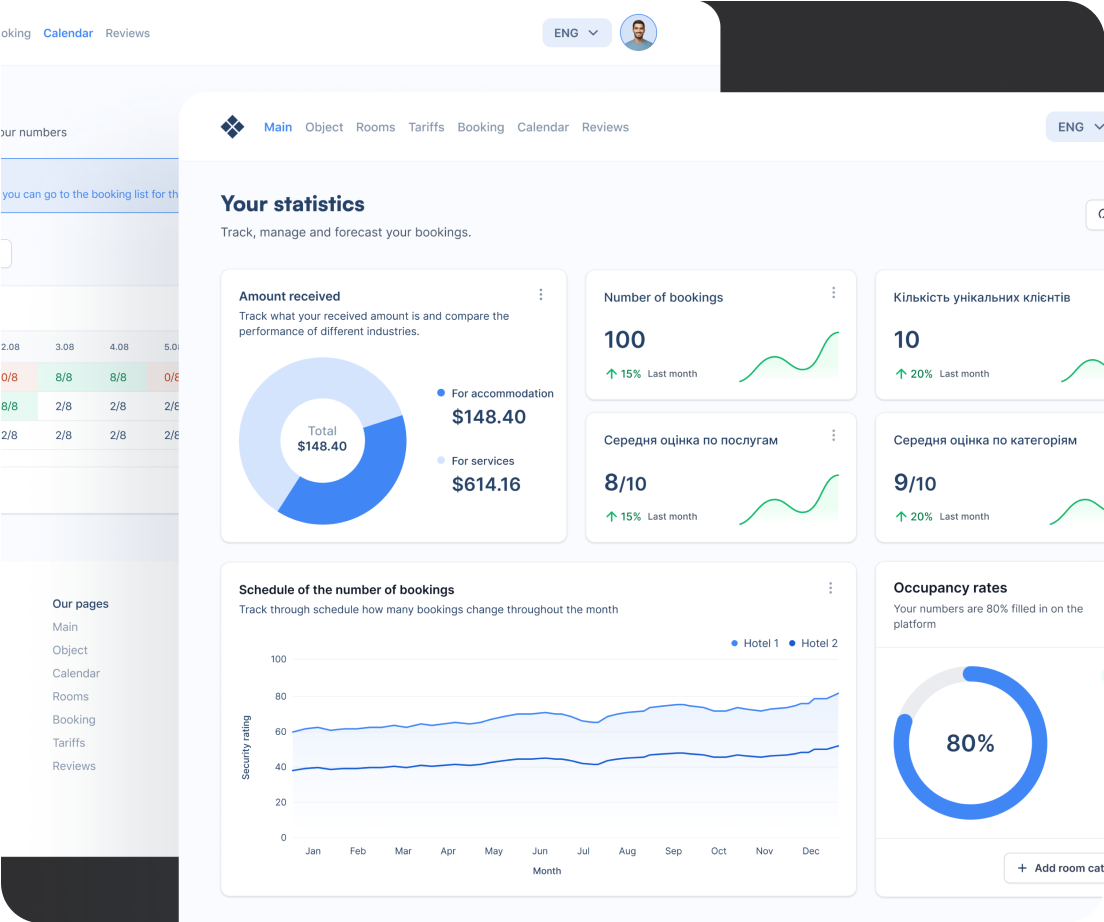 oking Calendar Reviews
ENG
our numbers
you can go to the booking list for th
2.08 3.08 4.08 5.08
0/8 8/8 8/8 0/8
8/8 2/8 2/8 2/8
2/8 2/8 2/8 2/8
Our pages
Main
Object
Calendar
Rooms
Booking
Tariffs
Reviews
Main Object Rooms Tariffs Booking Calendar Reviews
ENG
Your statistics
Track, manage and forecast your bookings.
Amount received
Track what your received amount is and compare the
performance of different industries.
Total
$148.40
For accommodation
$148.40
For services
$614.16
Number of bookings
100
15% Last month
Кількість унікальних клієнтів
10
20% Last month
Середня оцінка по послугам
8/10
15% Last month
Середня оцінка по категоріям
9/10
20% Last month
Schedule of the number of bookings
Track through schedule how many bookings change throughout the month
Hotel 1 Hotel 2
100
80
60
40
20
0
Security rating
Jan Feb Mar Apr May Jun Jul Aug Sep Oct Nov Dec
Month
Occupancy rates
Your numbers are 80% filled in on the
platform
80%
+ Add room cat